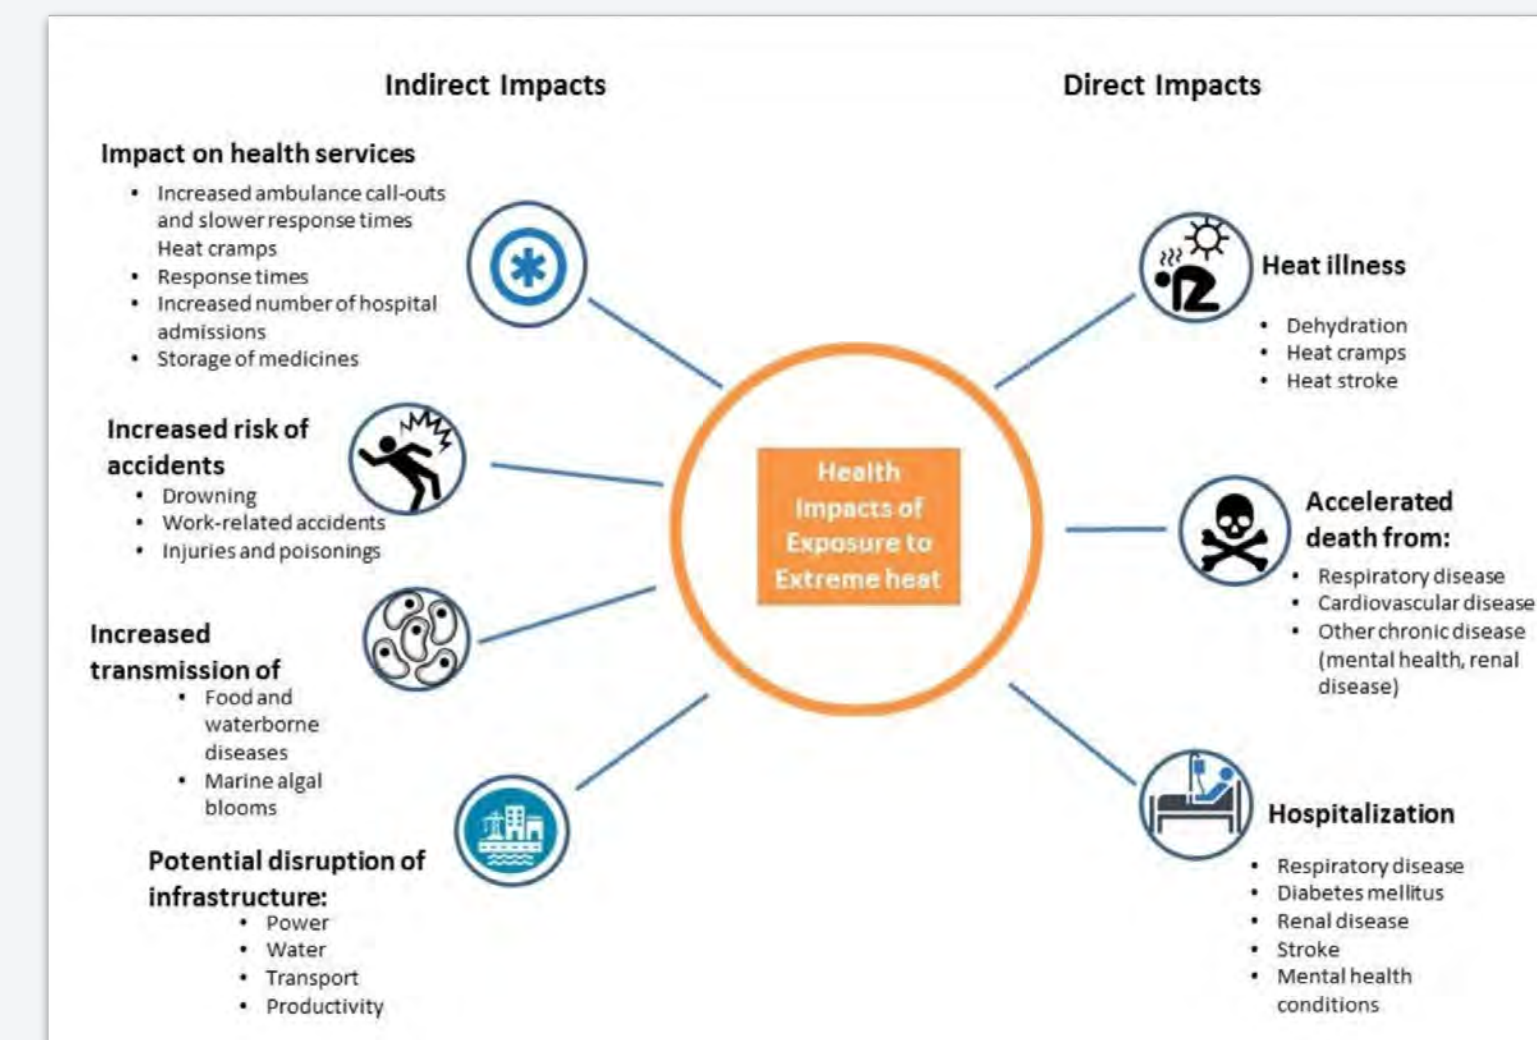 Indirect Impacts
Impact on health services
• Increased ambulance call-outs
and slower response times
Heat cramps
• Response times
• Increased number of hospital
admissions
• Storage of medicines
Increased risk of
accidents
• Drowning
• Work-related accidents
• Injuries and poisonings
Increased
transmission of
• Food and
waterborne
diseases
• Marine algal
blooms
Potential disruption of
infrastructure:
• Power
• Water
• Transport
• Productivity
Health
Impacts of
Exposure to
Extreme heat
Direct Impacts
Heat illness
• Dehydration
• Heat cramps
• Heat stroke
Accelerated
death from:
• Respiratory disease
• Cardiovascular disease
• Other chronic disease
(mental health, renal
disease)
Hospitalization
• Respiratory disease
• Diabetes mellitus
• Renal disease
• Stroke
• Mental health
conditions